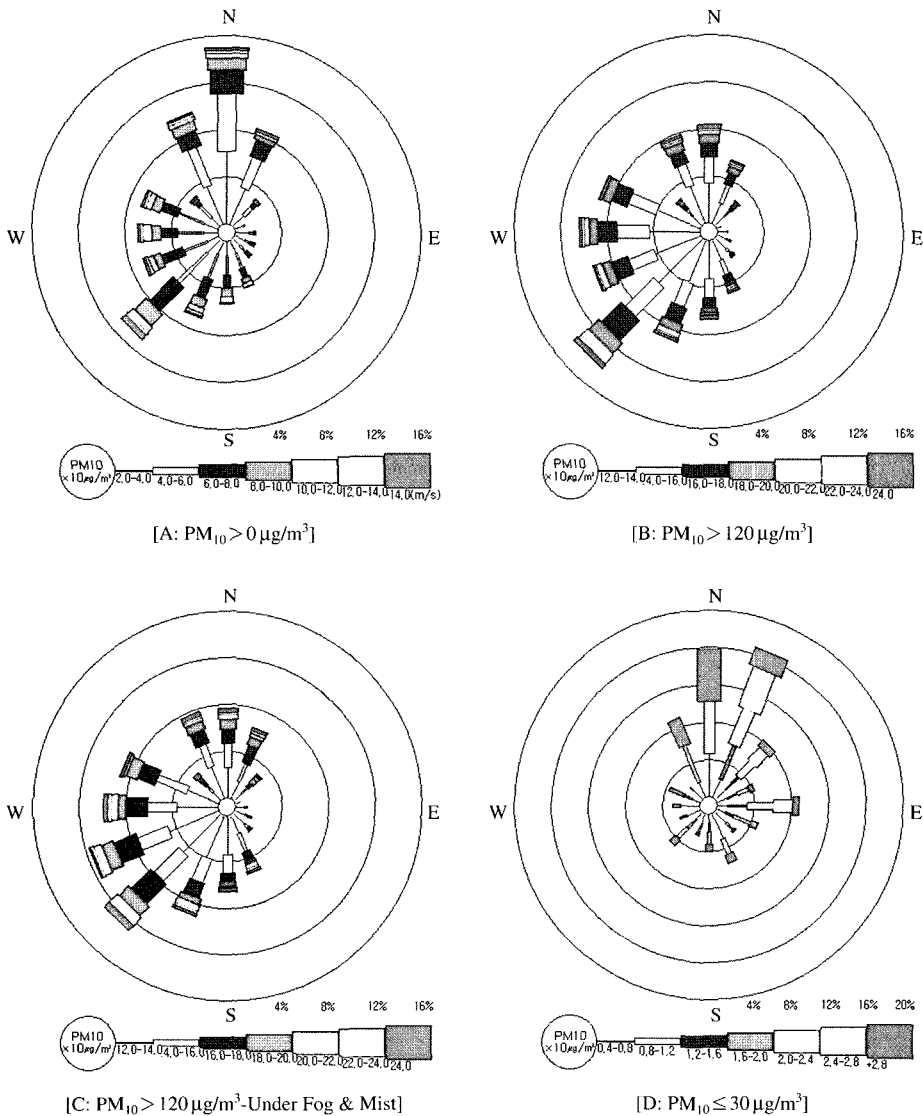 N
W
E
S
4% 6% 12% 16%
PM10
×10µg/m³
2.0-4.0 4.0-6.0 6.0-8.0 8.0-10.0 10.0-12.0 12.0-14.0 14.0(m/s)
[A: PM₁₀ > 0 µg/m³]
N
W
E
S
4% 6% 12% 16%
PM10
×10µg/m³
12.0-14.0 4.0-16.0 16.0-18.0 18.0-20.0 20.0-22.0 22.0-24.0 24.0
[B: PM₁₀ > 120 µg/m³]
N
W
E
S
4% 8% 12% 16%
PM10
×10µg/m³
12.0-14.0 4.0-16.0 16.0-18.0 18.0-20.0 20.0-22.0 22.0-24.0 24.0
[C: PM₁₀ > 120 µg/m³-Under Fog & Mist]
N
W
E
S
4% 8% 12% 16% 20%
PM10
×10µg/m³
0.4-0.8 0.8-1.2 1.2-1.6 1.6-2.0 2.0-2.4 2.4-2.8 +2.8
[D: PM₁₀ ≤ 30 µg/m³]